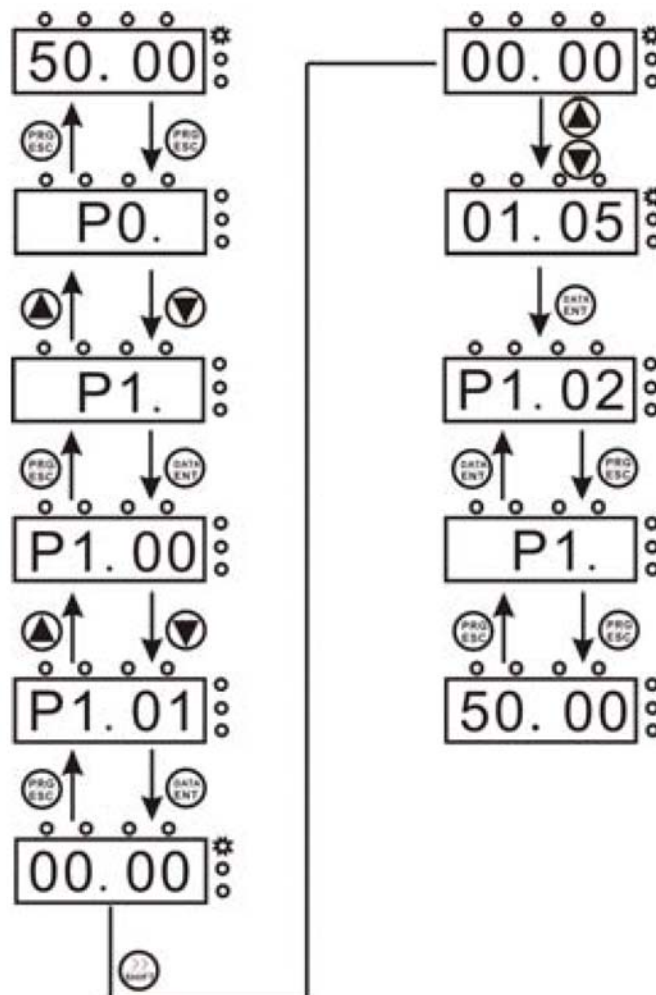 50.00
PRG ESC
PRG ESC
P0.
P1.
PRG ESC
DATA ENT
P1.00
P1.01
PRG ESC
DATA ENT
00.00
>> SHIFT
00.00
01.05
DATA ENT
P1.02
DATA ENT
PRG ESC
P1.
PRG ESC
PRG ESC
50.00